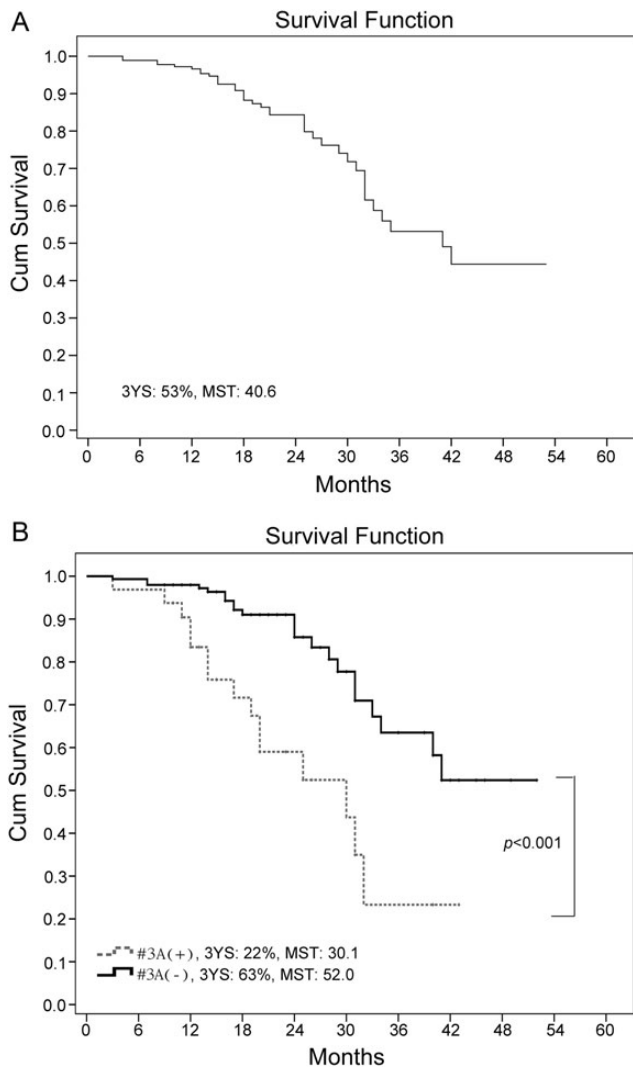 A
Survival Function
Cum Survival
1.0
0.9
0.8
0.7
0.6
0.5
0.4
0.3
0.2
0.1
0.0
3YS: 53%, MST: 40.6
0 6 12 18 24 30 36 42 48 54 60
Months
B
Survival Function
Cum Survival
1.0
0.9
0.8
0.7
0.6
0.5
0.4
0.3
0.2
0.1
0.0
p<0.001
#3A(+), 3YS: 22%, MST: 30.1
#3A(-), 3YS: 63%, MST: 52.0
0 6 12 18 24 30 36 42 48 54 60
Months